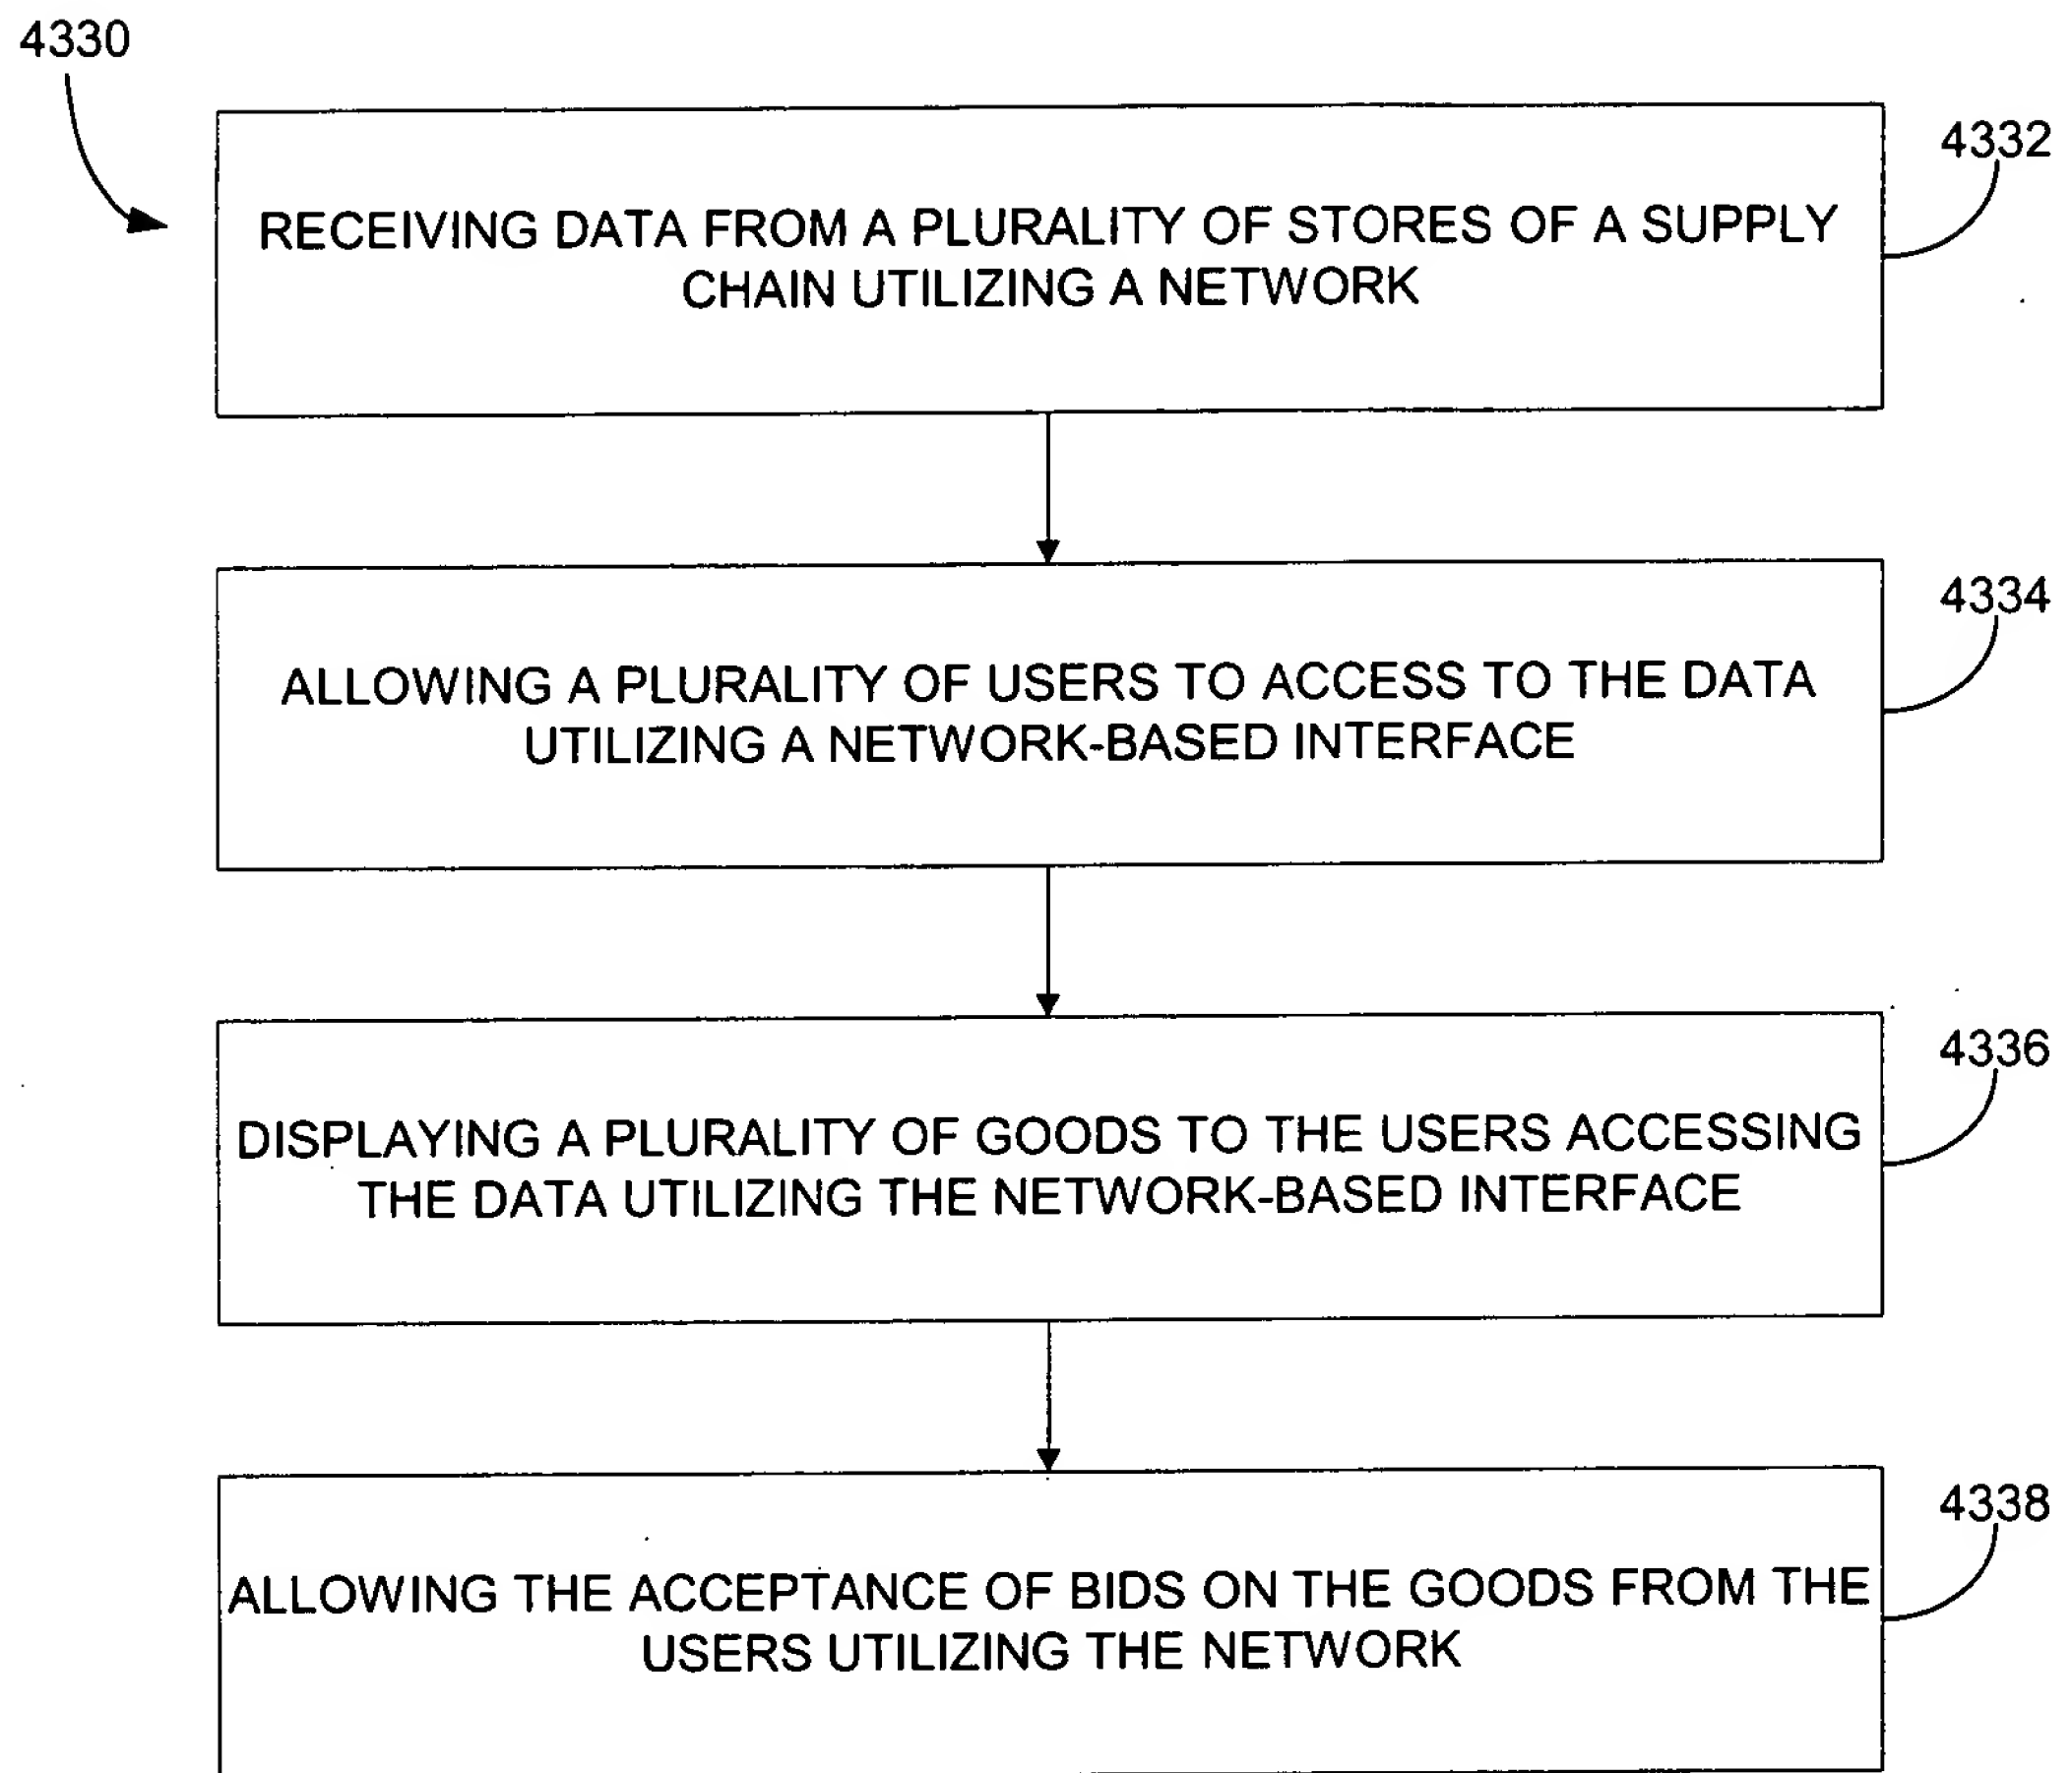 4330
4332
RECEIVING DATA FROM A PLURALITY OF STORES OF A SUPPLY
CHAIN UTILIZING A NETWORK
4334
ALLOWING A PLURALITY OF USERS TO ACCESS TO THE DATA
UTILIZING A NETWORK-BASED INTERFACE
4336
DISPLAYING A PLURALITY OF GOODS TO THE USERS ACCESSING
THE DATA UTILIZING THE NETWORK-BASED INTERFACE
4338
ALLOWING THE ACCEPTANCE OF BIDS ON THE GOODS FROM THE
USERS UTILIZING THE NETWORK